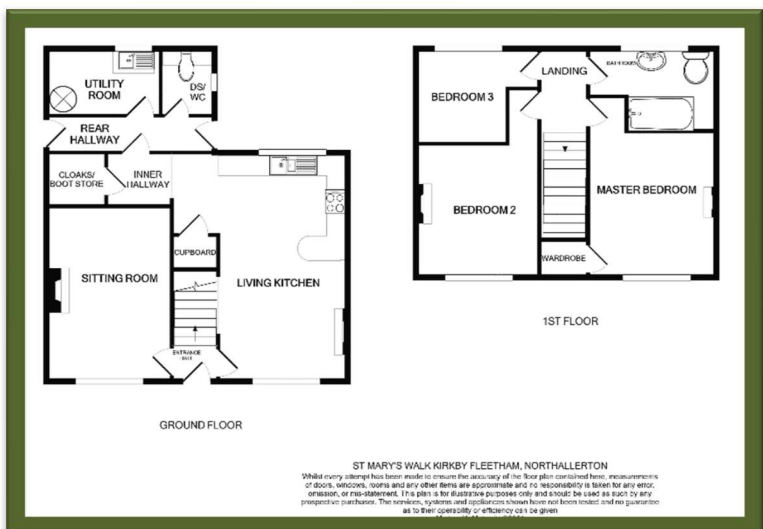 UTILITY
ROOM
DS/
WC
REAR
HALLWAY
CLOAKS/
BOOT STORE
INNER
HALLWAY
CUPBOARD
SITTING ROOM
LIVING KITCHEN
ENTRANCE
GROUND FLOOR
BEDROOM 3
LANDING
BATHROOM
BEDROOM 2
MASTER BEDROOM
WARDROBE
1ST FLOOR
ST MARY'S WALK KIRKBY FLEETHAM, NORTHALLERTON
Whilst every attempt has been made to ensure the accuracy of the floor plan contained here, measurements
of doors, windows, rooms and any other items are approximate and no responsibility is taken for any error,
omission, or mis-statement. This plan is for illustrative purposes only and should be used as such by any
prospective purchaser. The services, systems and appliances shown have not been tested and no guarantee
as to their operability or efficiency can be given